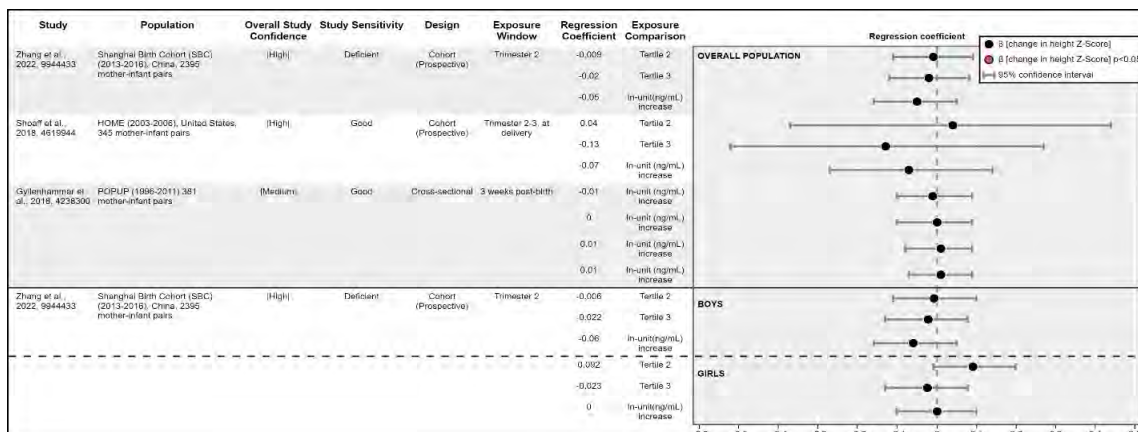 Study Population Overall Study Confidence Study Sensitivity Design Exposure Window Regression Coefficient Exposure Comparison
Regression coefficient
Zhang et al., 2022, 9944433 Shanghai Birth Cohort (SBC) (2013-2016), China, 2395 mother-infant pairs [High] Deficient Cohort (Prospective) Trimester 2 -0.009 Tertile 2
-0.02 Tertile 3
-0.05 ln-unit(ng/mL) increase
Shoaff et al., 2018, 4619944 HOME (2003-2006), United States, 345 mother-infant pairs [High] Good Cohort (Prospective) Trimester 2-3, at delivery 0.04 Tertile 2
-0.13 Tertile 3
-0.07 ln-unit (ng/mL) increase
Gyllenhammar et al., 2018, 4238300 POPUP (1996-2011) 381 mother-infant pairs [Medium] Good Cross-sectional 3 weeks post-birth -0.01 ln-unit (ng/mL) increase
0 ln-unit (ng/mL) increase
0.01 ln-unit (ng/mL) increase
0.01 ln-unit (ng/mL) increase
Zhang et al., 2022, 9944433 Shanghai Birth Cohort (SBC) (2013-2016), China, 2395 mother-infant pairs [High] Deficient Cohort (Prospective) Trimester 2 -0.006 Tertile 2
-0.022 Tertile 3
-0.06 ln-unit(ng/mL) increase
0.092 Tertile 2
-0.023 Tertile 3
0 ln-unit(ng/mL) increase
OVERALL POPULATION
BOYS
GIRLS
β [change in height Z-Score]
β [change in height Z-Score] p<0.05
95% confidence interval